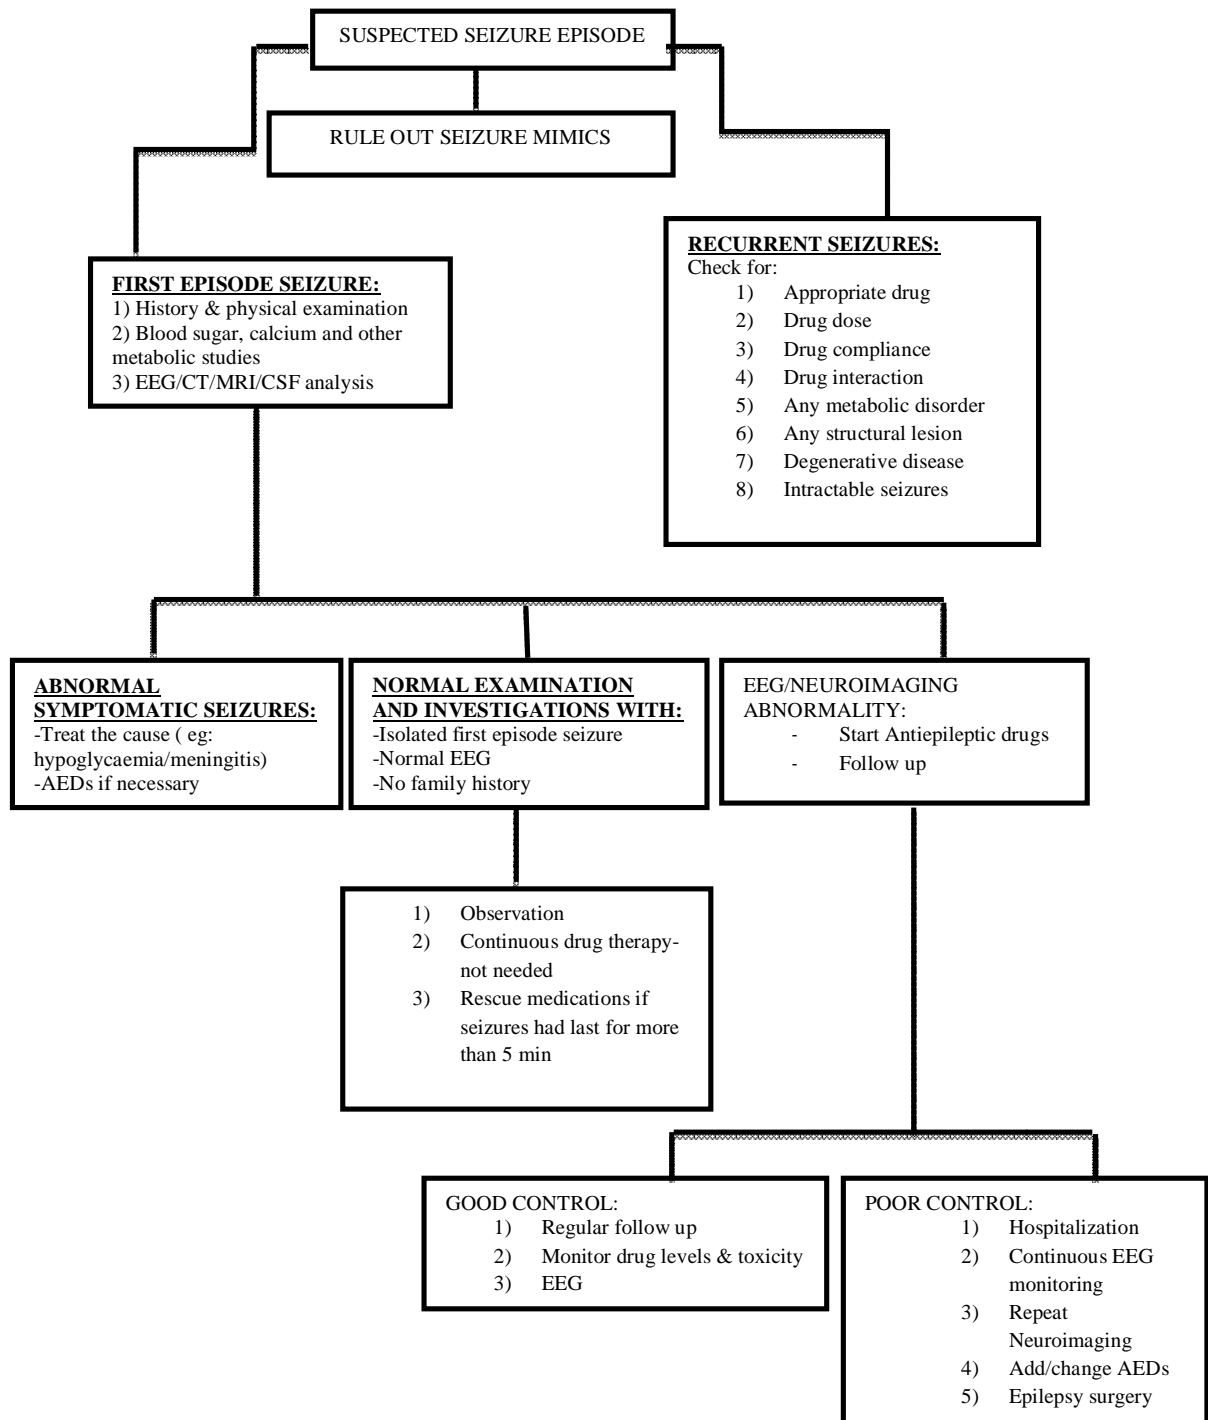 SUSPECTED SEIZURE EPISODE
RULE OUT SEIZURE MIMICS
FIRST EPISODE SEIZURE:
1) History & physical examination
2) Blood sugar, calcium and other
metabolic studies
3) EEG/CT/MRI/CSF analysis
RECURRENT SEIZURES:
Check for:
1) Appropriate drug
2) Drug dose
3) Drug compliance
4) Drug interaction
5) Any metabolic disorder
6) Any structural lesion
7) Degenerative disease
8) Intractable seizures
ABNORMAL
SYMPTOMATIC SEIZURES:
-Treat the cause ( eg:
hypoglycaemia/meningitis)
-AEDs if necessary
NORMAL EXAMINATION
AND INVESTIGATIONS WITH:
-Isolated first episode seizure
-Normal EEG
-No family history
EEG/NEUROIMAGING
ABNORMALITY:
- Start Antiepileptic drugs
- Follow up
1) Observation
2) Continuous drug therapy-
not needed
3) Rescue medications if
seizures had last for more
than 5 min
GOOD CONTROL:
1) Regular follow up
2) Monitor drug levels & toxicity
3) EEG
POOR CONTROL:
1) Hospitalization
2) Continuous EEG
monitoring
3) Repeat
Neuroimaging
4) Add/change AEDs
5) Epilepsy surgery